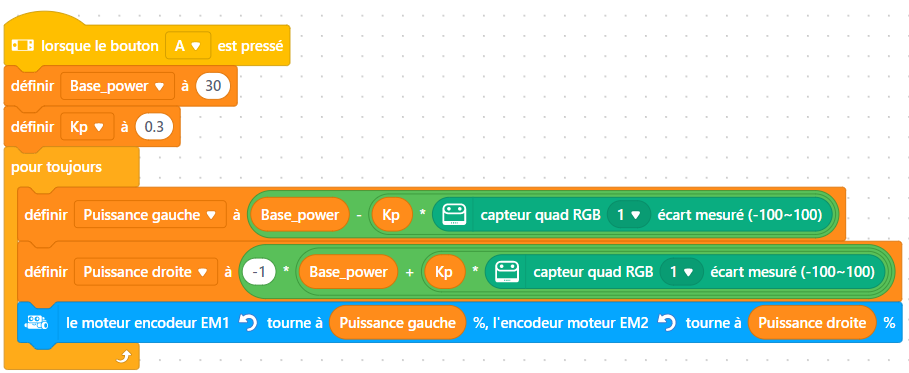 lorsque le bouton A est pressé
définir Base_power à 30
définir Kp à 0.3
pour toujours
définir Puissance gauche à Base_power - Kp * capteur quad RGB 1 écart mesuré (-100~100)
définir Puissance droite à -1 * Base_power + Kp * capteur quad RGB 1 écart mesuré (-100~100)
le moteur encodeur EM1 tourne à Puissance gauche %, l'encodeur moteur EM2 tourne à Puissance droite %